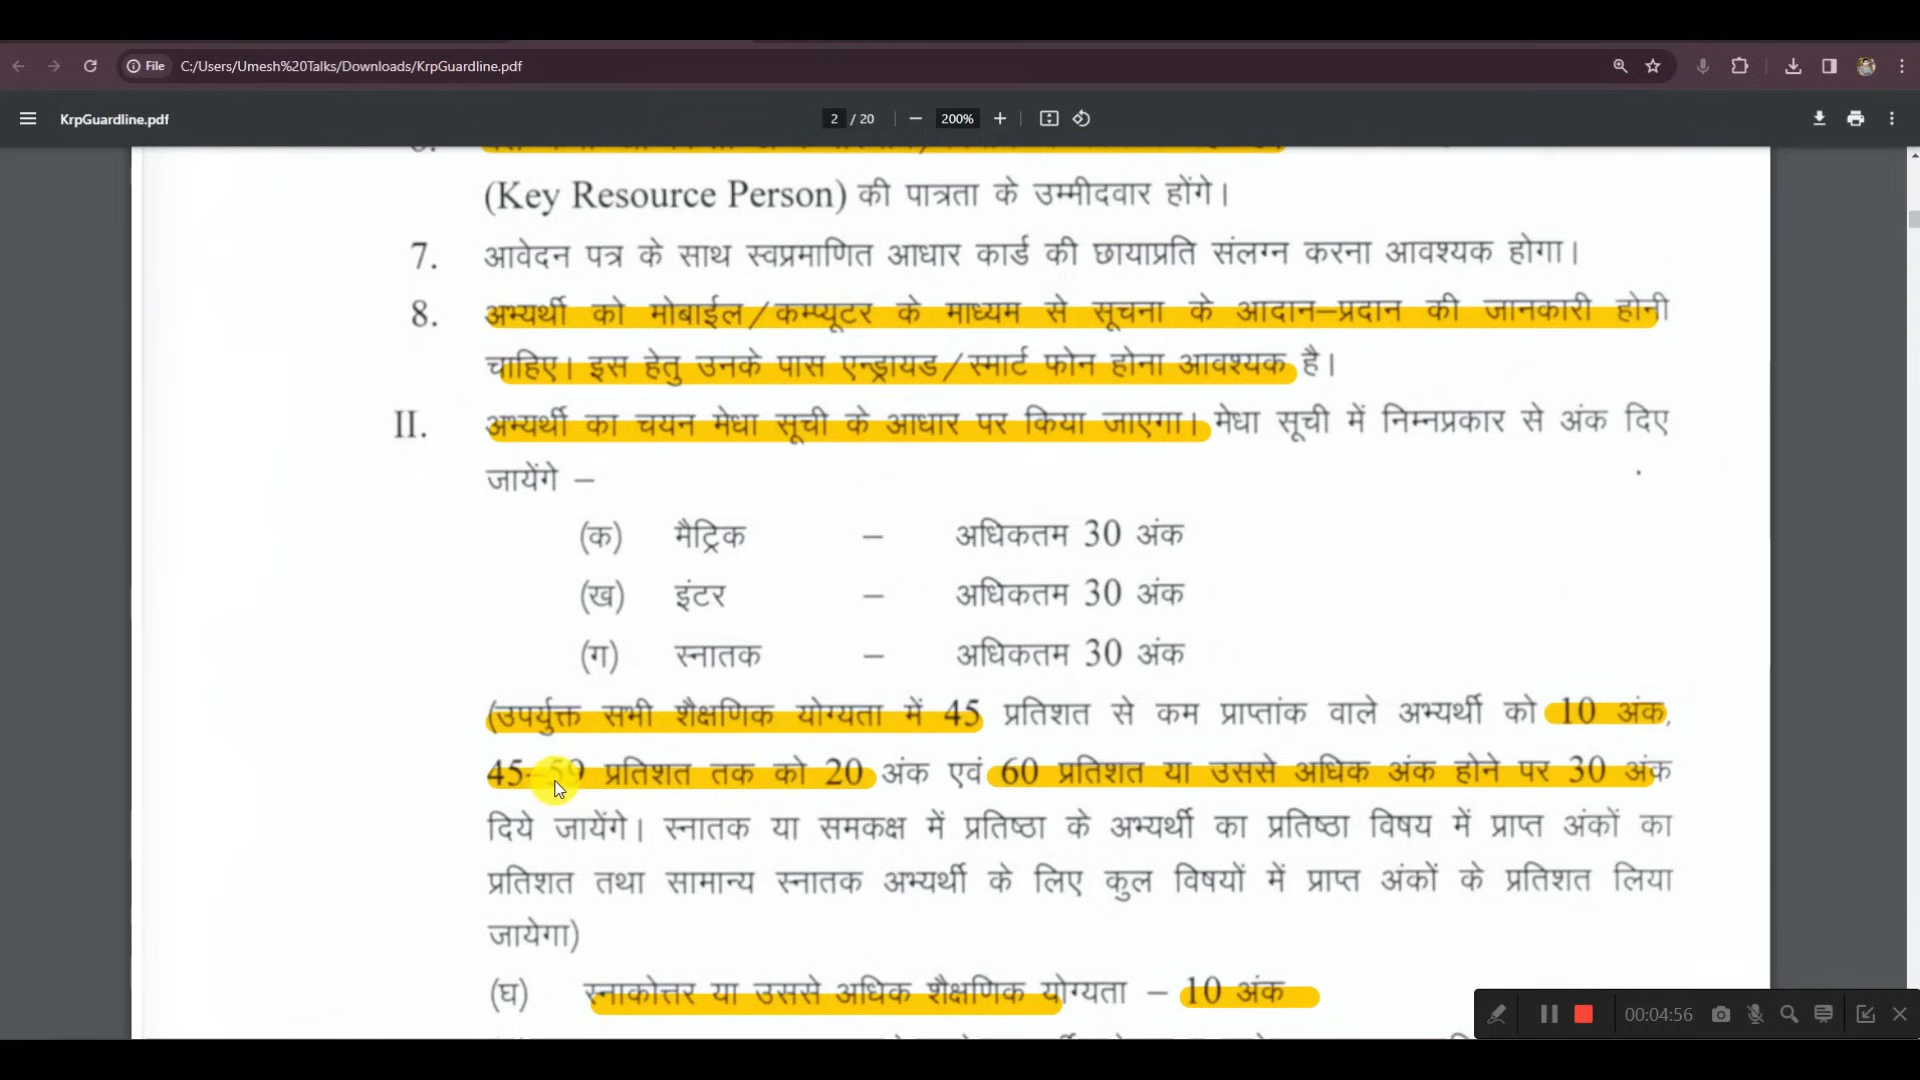 File C:/Users/Umesh%20Talks/Downloads/KrpGuardline.pdf
KrpGuardline.pdf 2 / 20 200%
(Key Resource Person) की पात्रता के उम्मीदवार होंगे।
7. आवेदन पत्र के साथ स्वप्रमाणित आधार कार्ड की छायाप्रति संलग्न करना आवश्यक होगा।
8. अभ्यर्थी को मोबाईल/कम्प्यूटर के माध्यम से सूचना के आदान–प्रदान की जानकारी होनी
चाहिए। इस हेतु उनके पास एन्ड्रायड/स्मार्ट फोन होना आवश्यक है।
II. अभ्यर्थी का चयन मेधा सूची के आधार पर किया जाएगा। मेधा सूची में निम्नप्रकार से अंक दिए
जायेंगे –
(क) मैट्रिक – अधिकतम 30 अंक
(ख) इंटर – अधिकतम 30 अंक
(ग) स्नातक – अधिकतम 30 अंक
(उपर्युक्त सभी शैक्षणिक योग्यता में 45 प्रतिशत से कम प्राप्तांक वाले अभ्यर्थी को 10 अंक,
45–59 प्रतिशत तक को 20 अंक एवं 60 प्रतिशत या उससे अधिक अंक होने पर 30 अंक
दिये जायेंगे। स्नातक या समकक्ष में प्रतिष्ठा के अभ्यर्थी का प्रतिष्ठा विषय में प्राप्त अंकों का
प्रतिशत तथा सामान्य स्नातक अभ्यर्थी के लिए कुल विषयों में प्राप्त अंकों के प्रतिशत लिया
जायेगा)
(घ) स्नाकोत्तर या उससे अधिक शैक्षणिक योग्यता – 10 अंक
00:04:56